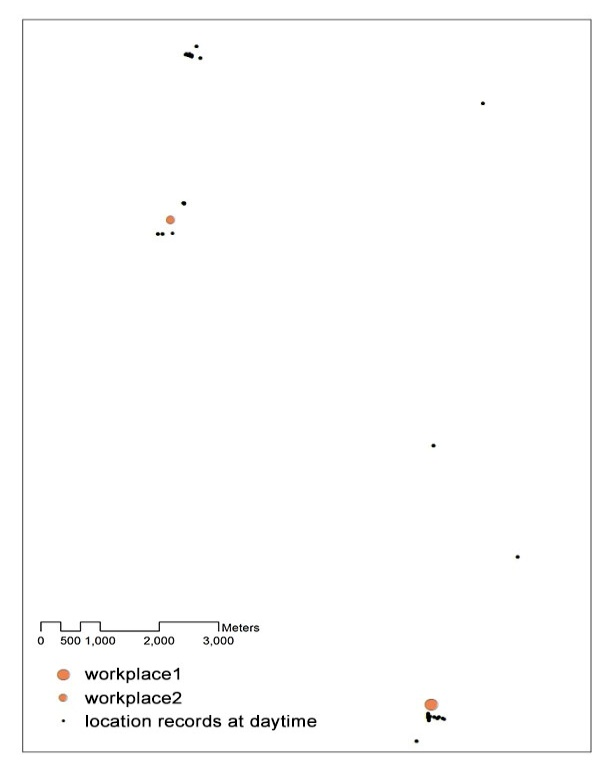 Meters
0 500 1,000 2,000 3,000
workplace1
workplace2
location records at daytime